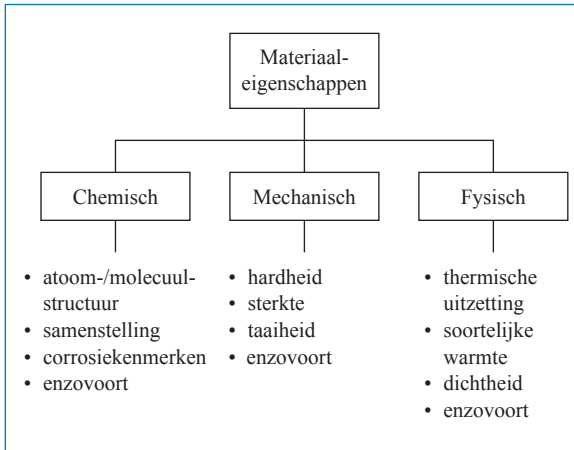 Materiaal-
eigenschappen
Chemisch
Mechanisch
Fysisch
• atoom-/molecuul-
structuur
• samenstelling
• corrosiekenmerken
• enzovoort
• hardheid
• sterkte
• taaiheid
• enzovoort
• thermische
uitzetting
• soortelijke
warmte
• dichtheid
• enzovoort